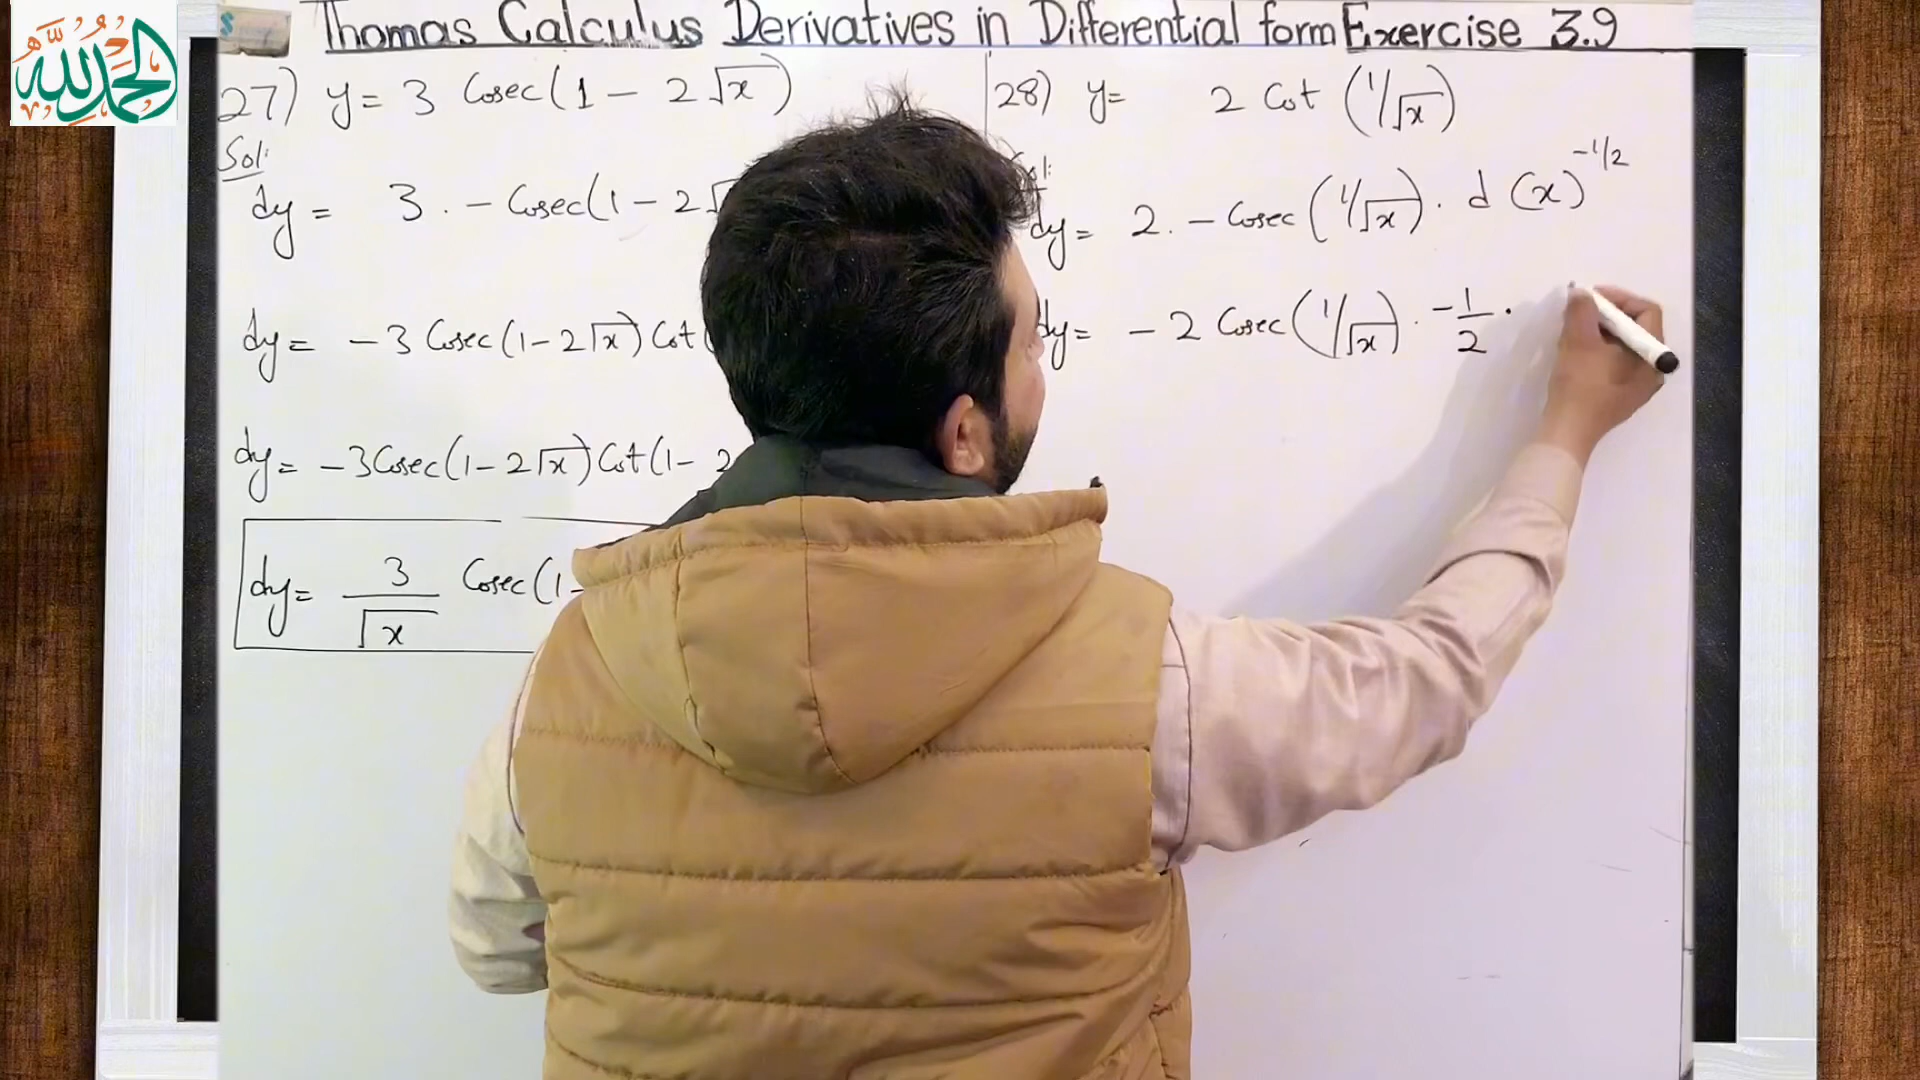 الحمد لله
Thomas Calculus Derivatives in Differential form Exercise 3.9
27) y = 3 Cosec(1 − 2√x)
Sol:
dy = 3 . − Cosec(1 − 2√
dy = −3 Cosec(1−2√x) Cot(
dy = −3Cosec(1−2√x)Cot(1− 2
dy = 3/√x Cosec(1−
28) y = 2 Cot (1/√x)
dy = 2. − Cosec(1/√x) . d (x)^−1/2
dy = − 2 Cosec(1/√x) . −1/2 .